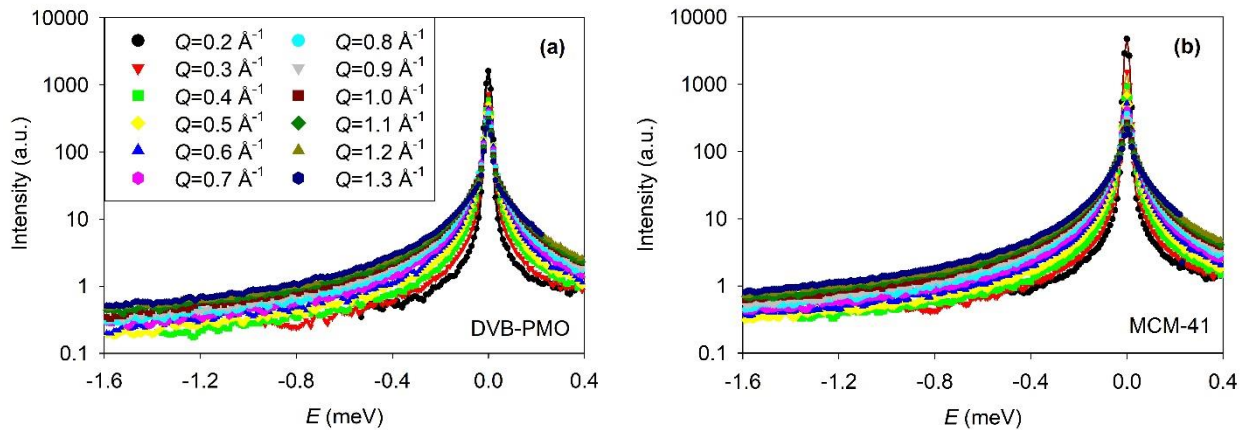 10000
1000
100
10
1
0.1
Intensity (a.u.)
Q=0.2 Å⁻¹ Q=0.8 Å⁻¹
Q=0.3 Å⁻¹ Q=0.9 Å⁻¹
Q=0.4 Å⁻¹ Q=1.0 Å⁻¹
Q=0.5 Å⁻¹ Q=1.1 Å⁻¹
Q=0.6 Å⁻¹ Q=1.2 Å⁻¹
Q=0.7 Å⁻¹ Q=1.3 Å⁻¹
(a)
DVB-PMO
-1.6 -1.2 -0.8 -0.4 0.0 0.4
E (meV)
10000
1000
100
10
1
0.1
Intensity (a.u.)
(b)
MCM-41
-1.6 -1.2 -0.8 -0.4 0.0 0.4
E (meV)